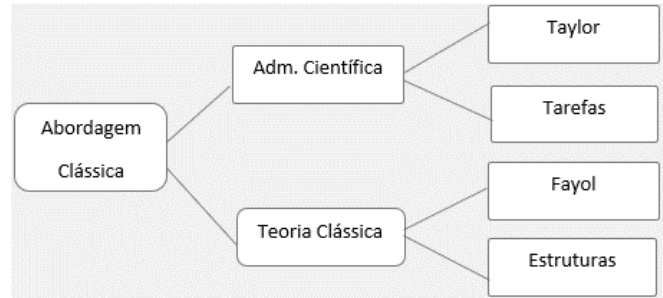 Abordagem
Clássica
Adm. Científica
Teoria Clássica
Taylor
Tarefas
Fayol
Estruturas